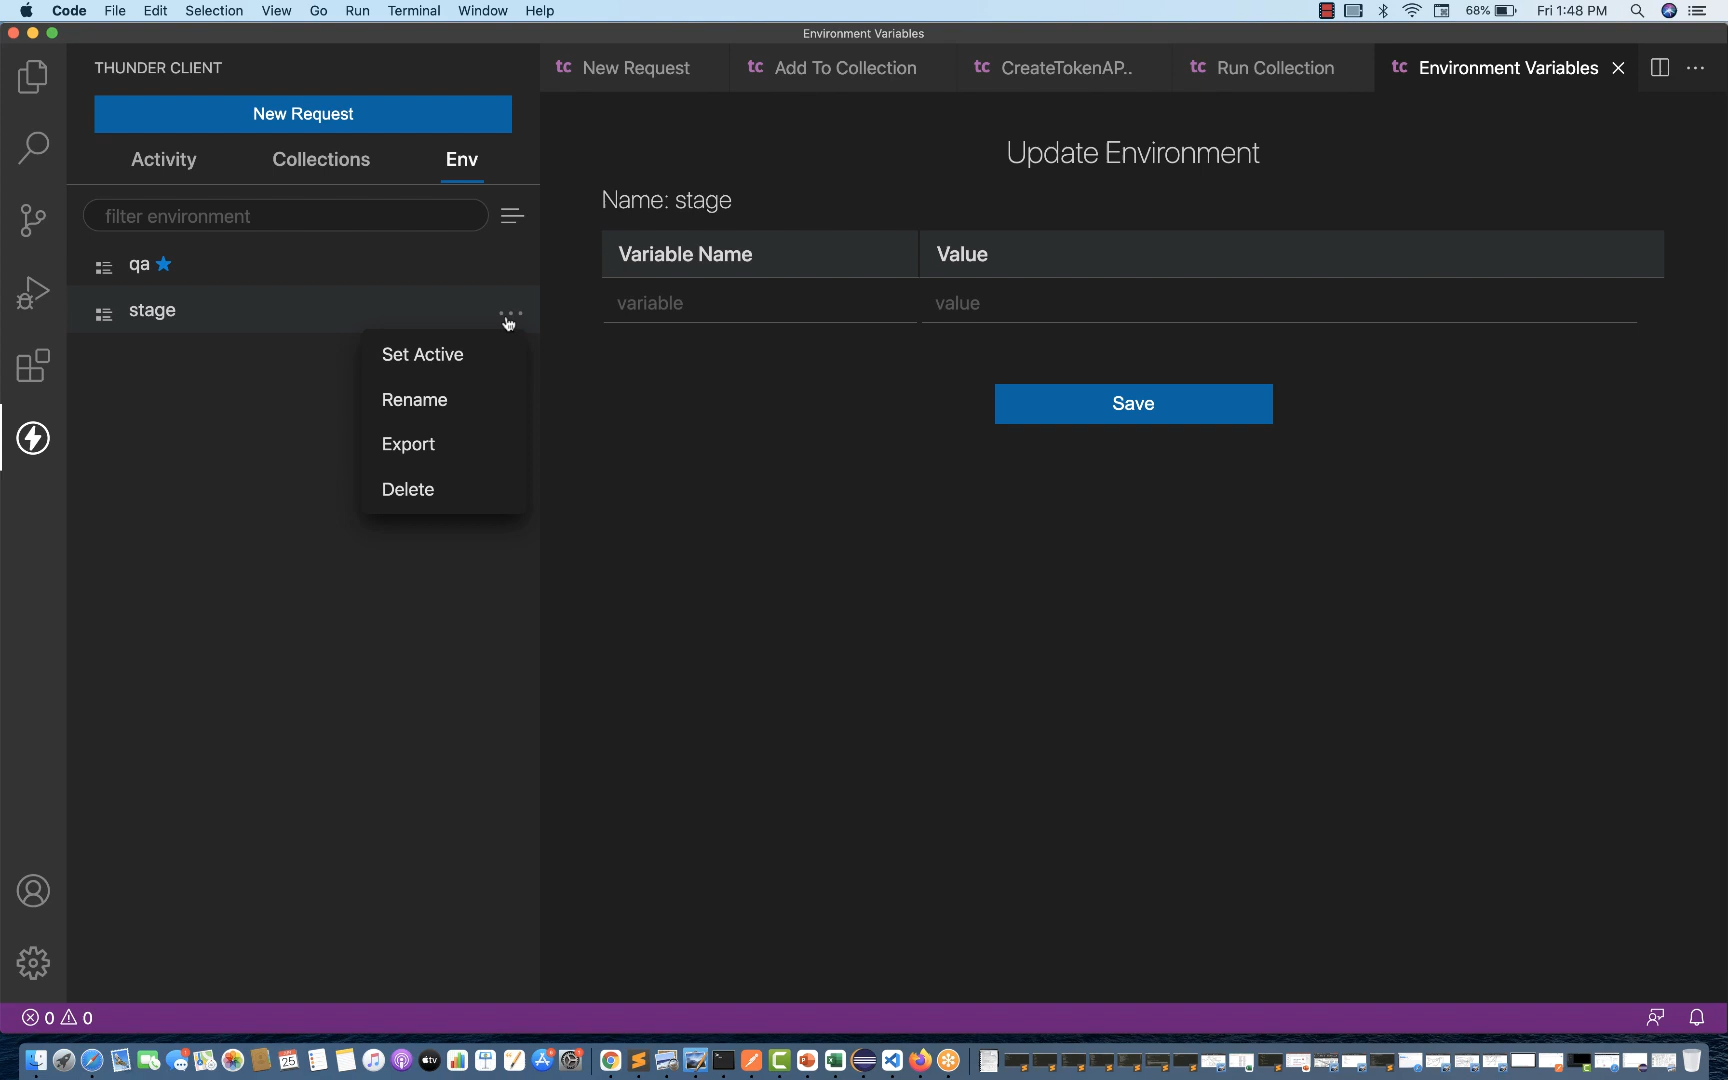 Code File Edit Selection View Go Run Terminal Window Help
68% Fri 1:48 PM
Environment Variables
THUNDER CLIENT
New Request
Activity Collections Env
filter environment
qa
stage
Set Active
Rename
Export
Delete
tc New Request tc Add To Collection tc CreateTokenAP.. tc Run Collection tc Environment Variables
Update Environment
Name: stage
Variable Name Value
variable value
Save
0 0